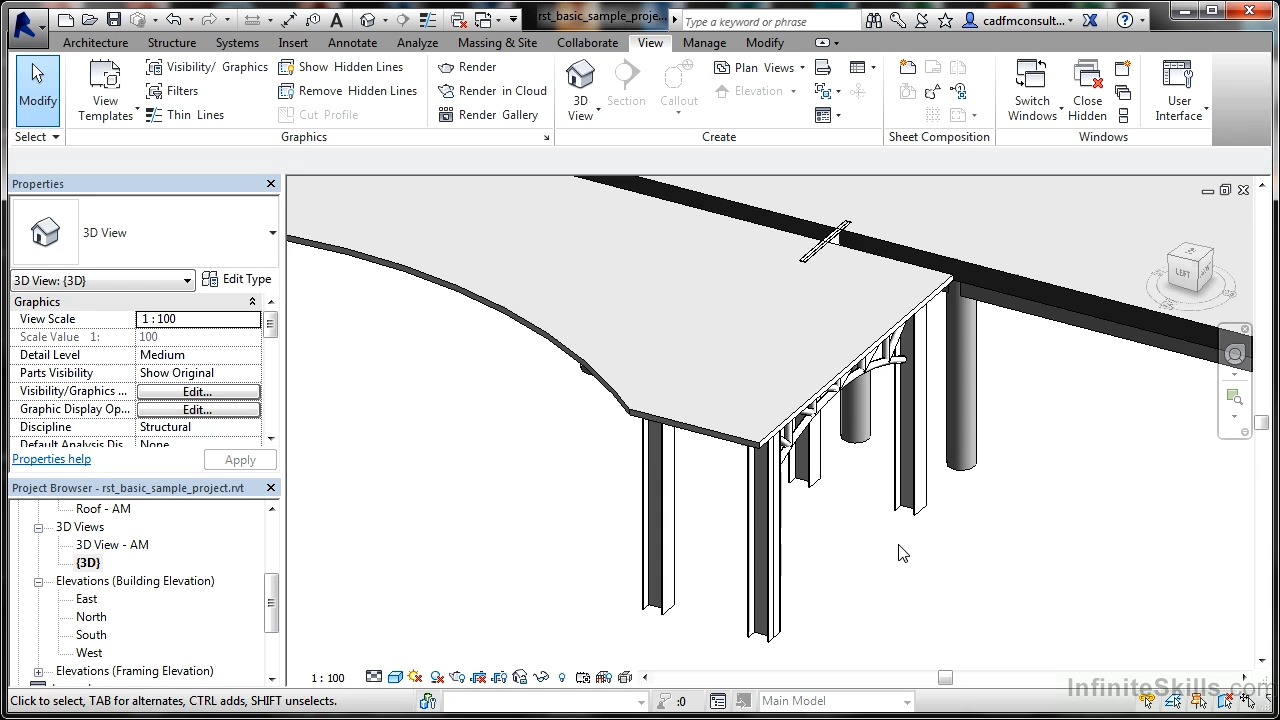 rst_basic_sample_proje...
Type a keyword or phrase
cadfmconsult...
Architecture Structure Systems Insert Annotate Analyze Massing & Site Collaborate View Manage Modify
Modify
Select
View Templates
Visibility/ Graphics
Filters
Thin Lines
Show Hidden Lines
Remove Hidden Lines
Cut Profile
Graphics
Render
Render in Cloud
Render Gallery
3D View
Section
Callout
Plan Views
Elevation
Create
Sheet Composition
Switch Windows
Close Hidden
Windows
User Interface
Properties
3D View
3D View: {3D}
Edit Type
Graphics
View Scale 1 : 100
Scale Value 1: 100
Detail Level Medium
Parts Visibility Show Original
Visibility/Graphics ... Edit...
Graphic Display Op... Edit...
Discipline Structural
Default Analysis Dis... None
Properties help
Apply
Project Browser - rst_basic_sample_project.rvt
Roof - AM
3D Views
3D View - AM
{3D}
Elevations (Building Elevation)
East
North
South
West
Elevations (Framing Elevation)
LEFT
1 : 100
Click to select, TAB for alternates, CTRL adds, SHIFT unselects.
:0
Main Model
InfiniteSkills.com